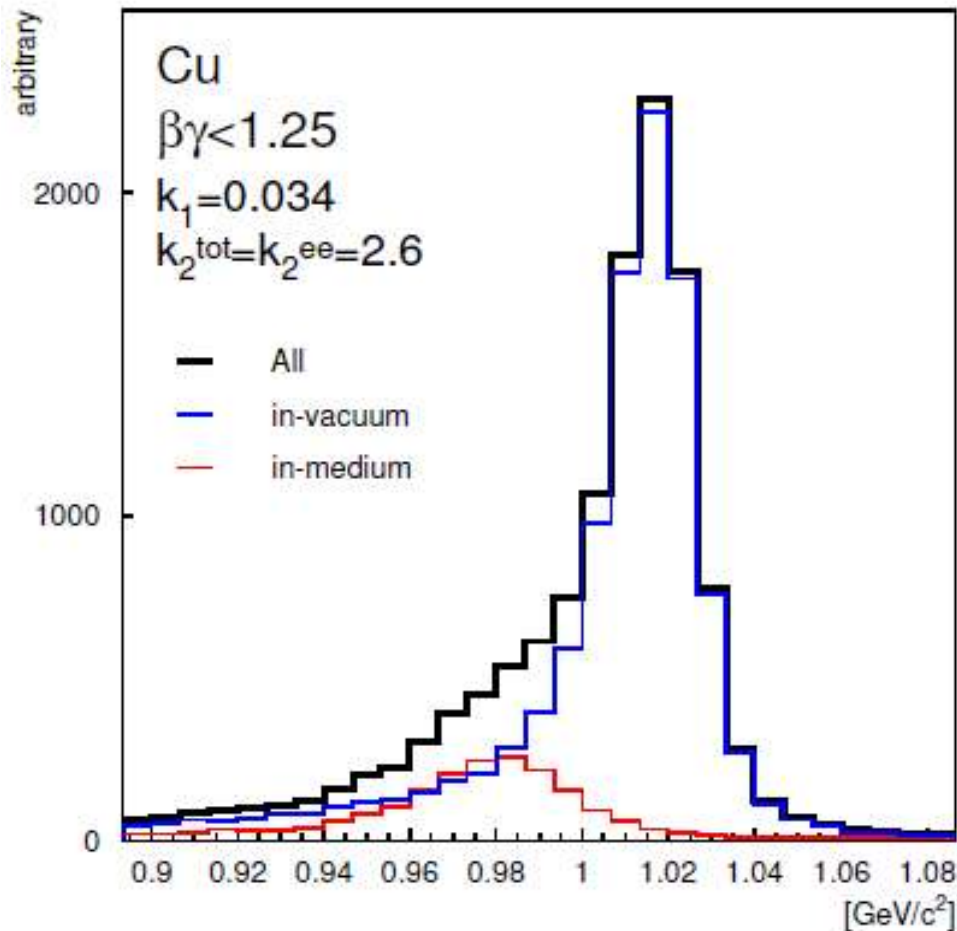 arbitrary
Cu
βγ<1.25
k₁=0.034
k₂ᵗᵒᵗ=k₂ᵉᵉ=2.6
All
in-vacuum
in-medium
2000
1000
0
0.9 0.92 0.94 0.96 0.98 1 1.02 1.04 1.06 1.08
[GeV/c²]